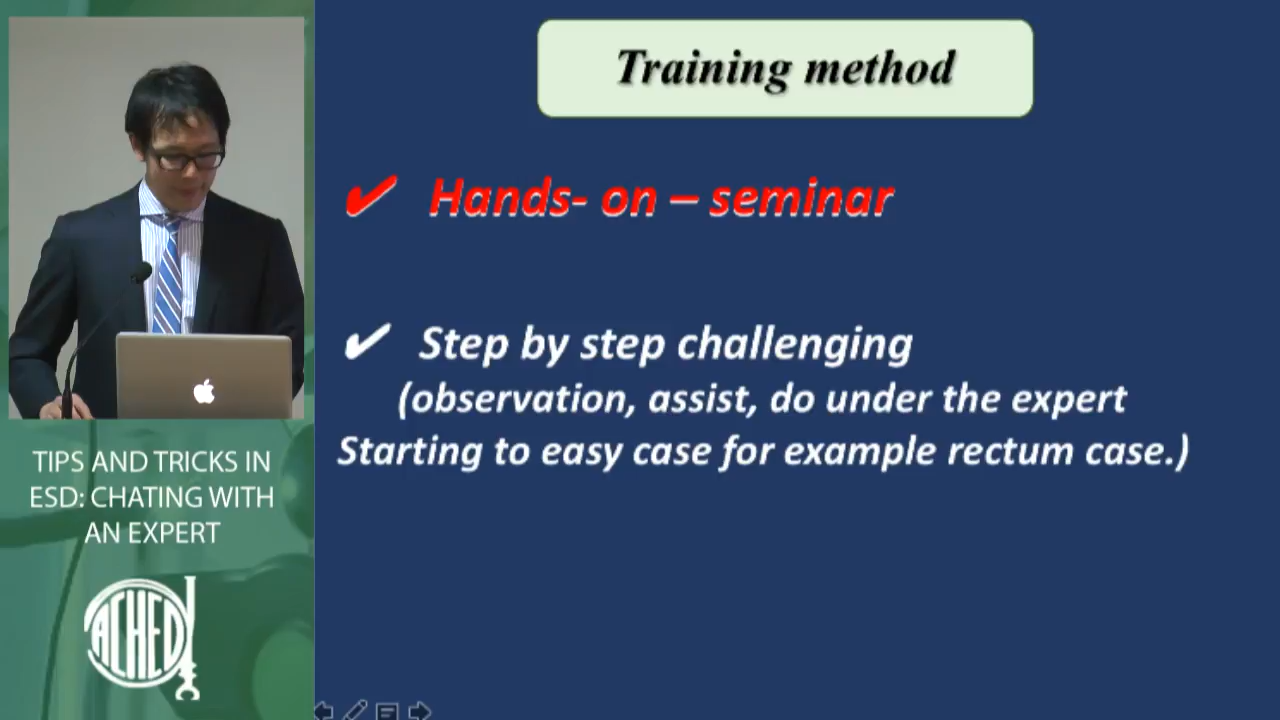 Training method
✔ Hands- on – seminar
✔ Step by step challenging
(observation, assist, do under the expert
Starting to easy case for example rectum case.)
TIPS AND TRICKS IN
ESD: CHATING WITH
AN EXPERT
ACHED